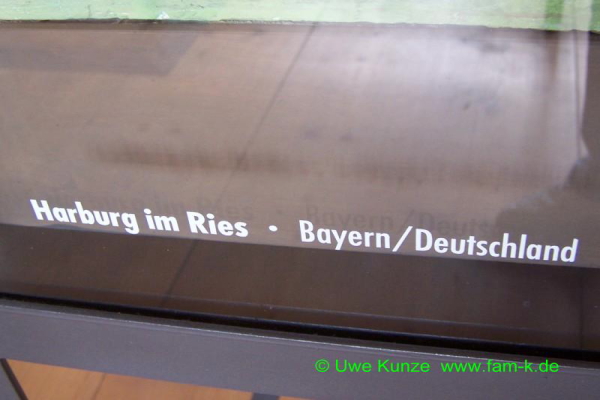 Harburg im Ries · Bayern/Deutschland
© Uwe Kunze www.fam-k.de